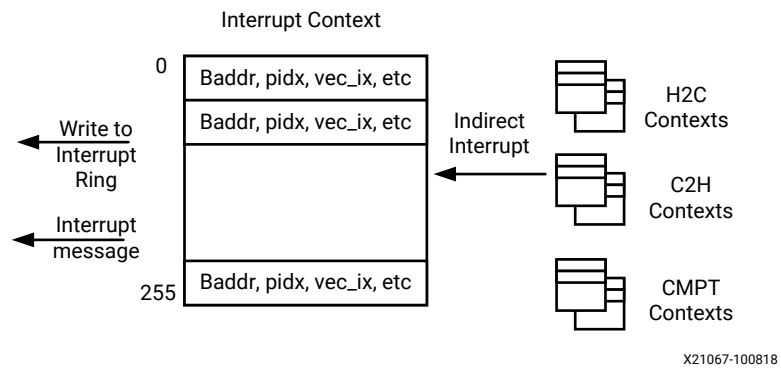 Interrupt Context
0
Baddr, pidx, vec_ix, etc
Baddr, pidx, vec_ix, etc
Baddr, pidx, vec_ix, etc
255
Write to
Interrupt
Ring
Interrupt
message
Indirect
Interrupt
H2C
Contexts
C2H
Contexts
CMPT
Contexts
X21067-100818